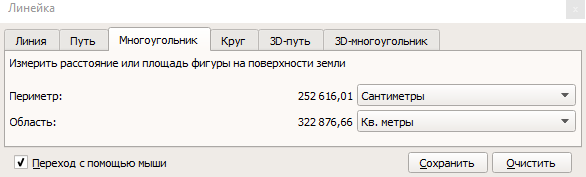 Линейка
Линия Путь Многоугольник Круг 3D-путь 3D-многоугольник
Измерить расстояние или площадь фигуры на поверхности земли
Периметр: 252 616,01 Сантиметры
Область: 322 876,66 Кв. метры
Переход с помощью мыши Сохранить Очистить